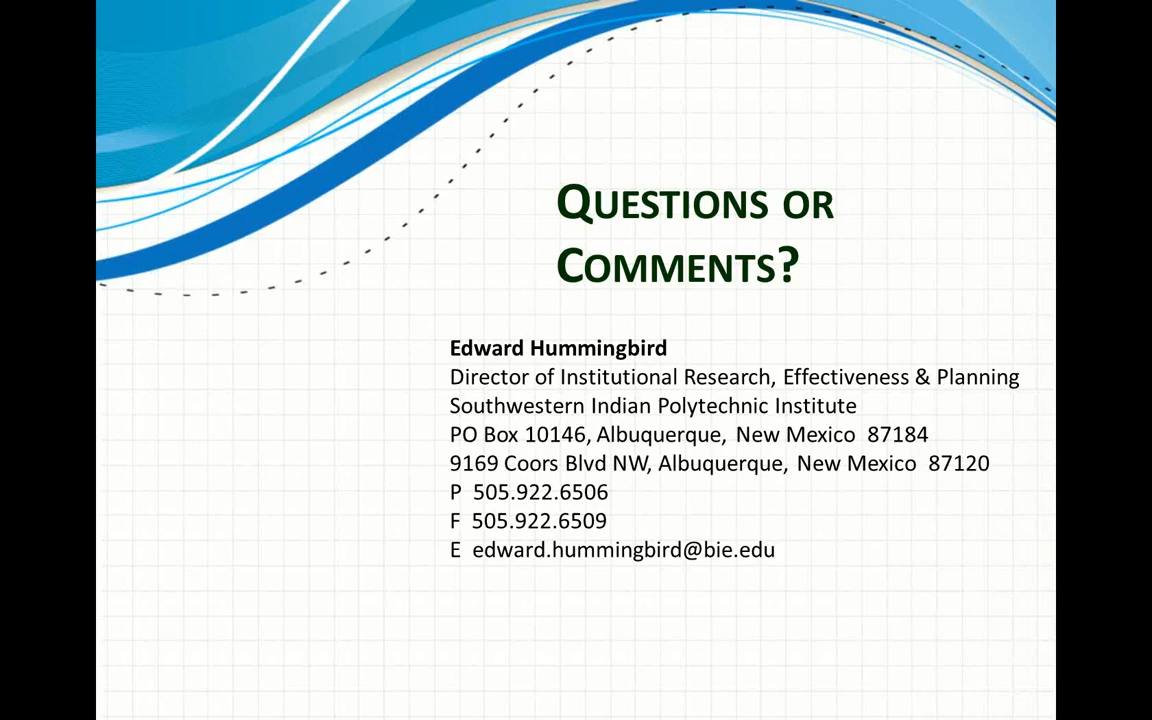 QUESTIONS OR
COMMENTS?
Edward Hummingbird
Director of Institutional Research, Effectiveness & Planning
Southwestern Indian Polytechnic Institute
PO Box 10146, Albuquerque, New Mexico  87184
9169 Coors Blvd NW, Albuquerque, New Mexico  87120
P  505.922.6506
F  505.922.6509
E  edward.hummingbird@bie.edu